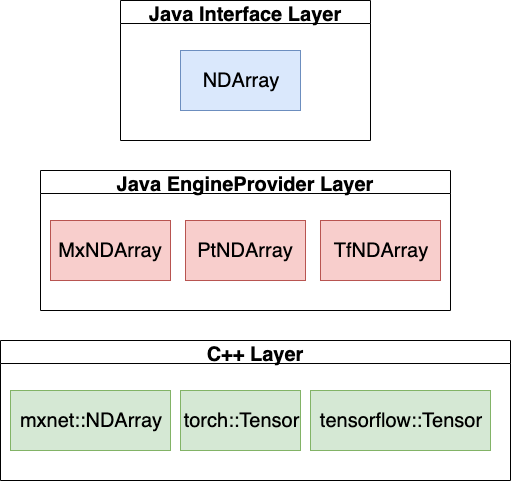 Java Interface Layer
NDArray
Java EngineProvider Layer
MxNDArray PtNDArray TfNDArray
C++ Layer
mxnet::NDArray torch::Tensor tensorflow::Tensor